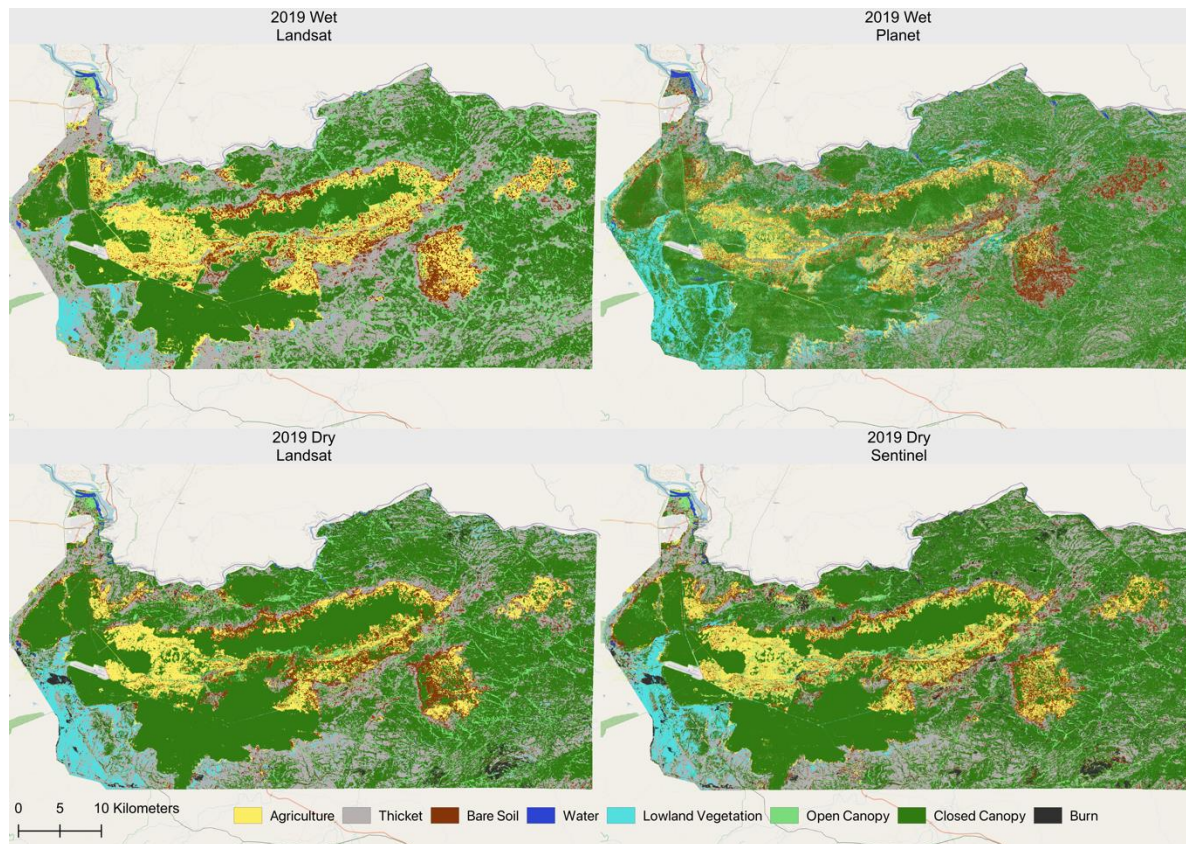 2019 Wet
Landsat
2019 Wet
Planet
2019 Dry
Landsat
2019 Dry
Sentinel
0 5 10 Kilometers
Agriculture Thicket Bare Soil Water Lowland Vegetation Open Canopy Closed Canopy Burn